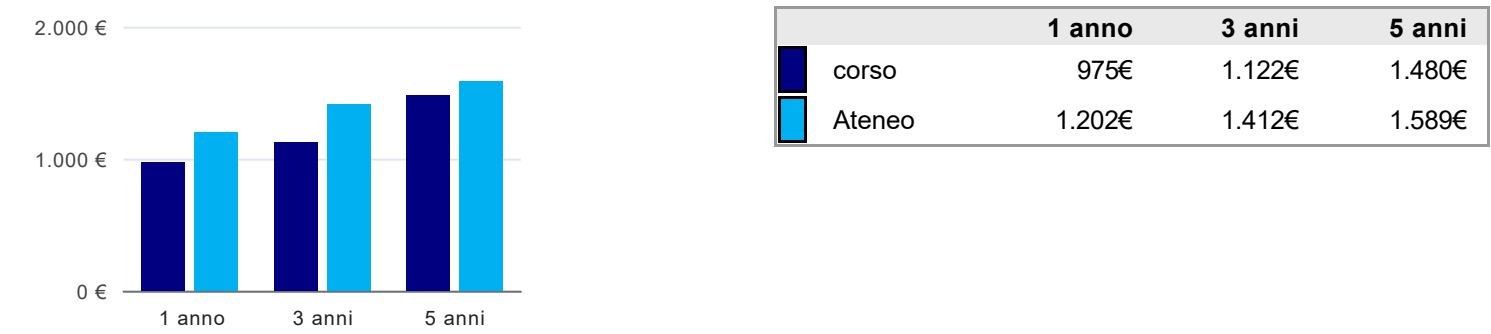 2.000 €
1.000 €
0 €
1 anno 3 anni 5 anni
1 anno 3 anni 5 anni
corso 975€ 1.122€ 1.480€
Ateneo 1.202€ 1.412€ 1.589€